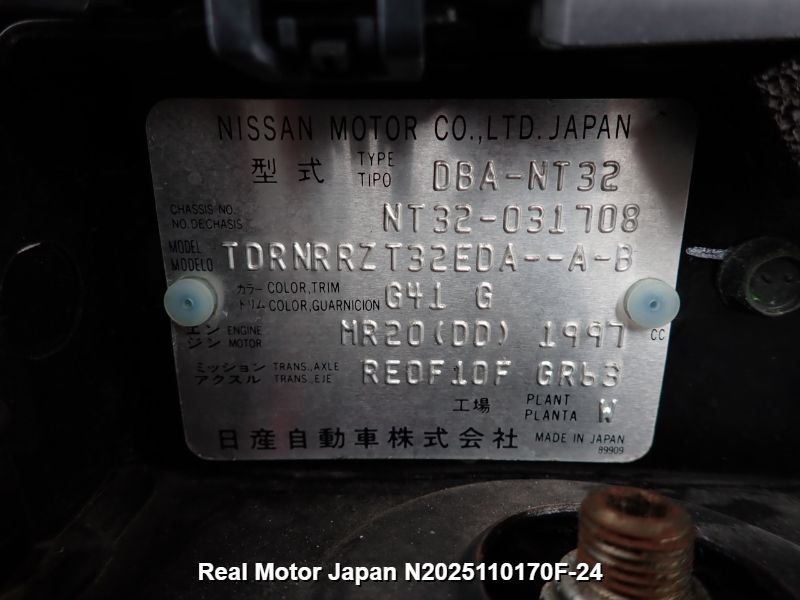 NISSAN MOTOR CO.,LTD. JAPAN
型式 TYPE TIPO DBA-NT32
CHASSIS NO. NO.DECHASIS NT32-031708
MODEL MODELO TDRNRRZT32EDA--A-B
カラー COLOR,TRIM
トリム COLOR,GUARNICION G41 G
エン ENGINE
ジン MOTOR MR20(DD) 1997 CC
ミッション TRANS.,AXLE
アクスル TRANS.,EJE RE0F10F GR63
工場 PLANT PLANTA W
日産自動車株式会社 MADE IN JAPAN
89909
Real Motor Japan N2025110170F-24